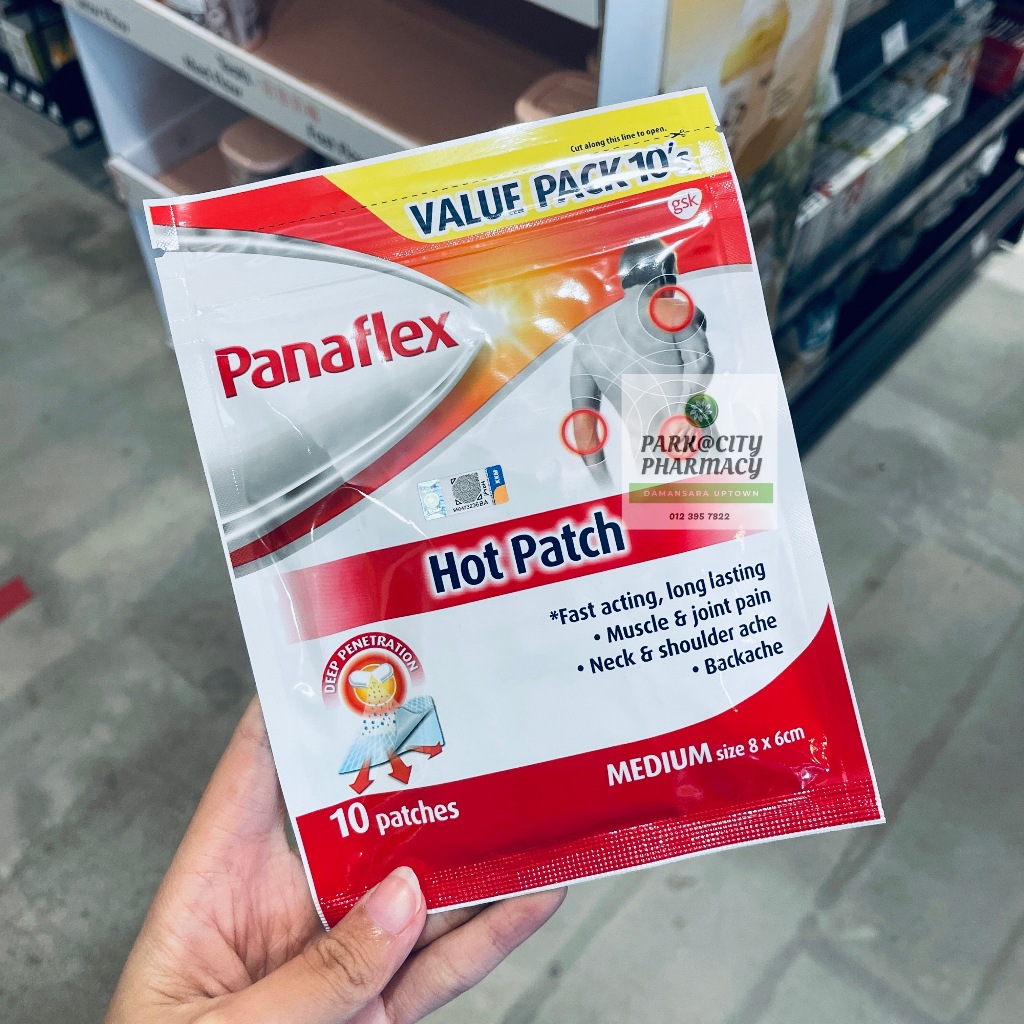 Cut along this line to open.
VALUE PACK 10's
gsk
Panaflex
PARK@CITY
PHARMACY
DAMANSARA UPTOWN
012 395 7822
Hot Patch
*Fast acting, long lasting
• Muscle & joint pain
• Neck & shoulder ache
• Backache
DEEP PENETRATION
MEDIUM size 8 x 6cm
10 patches